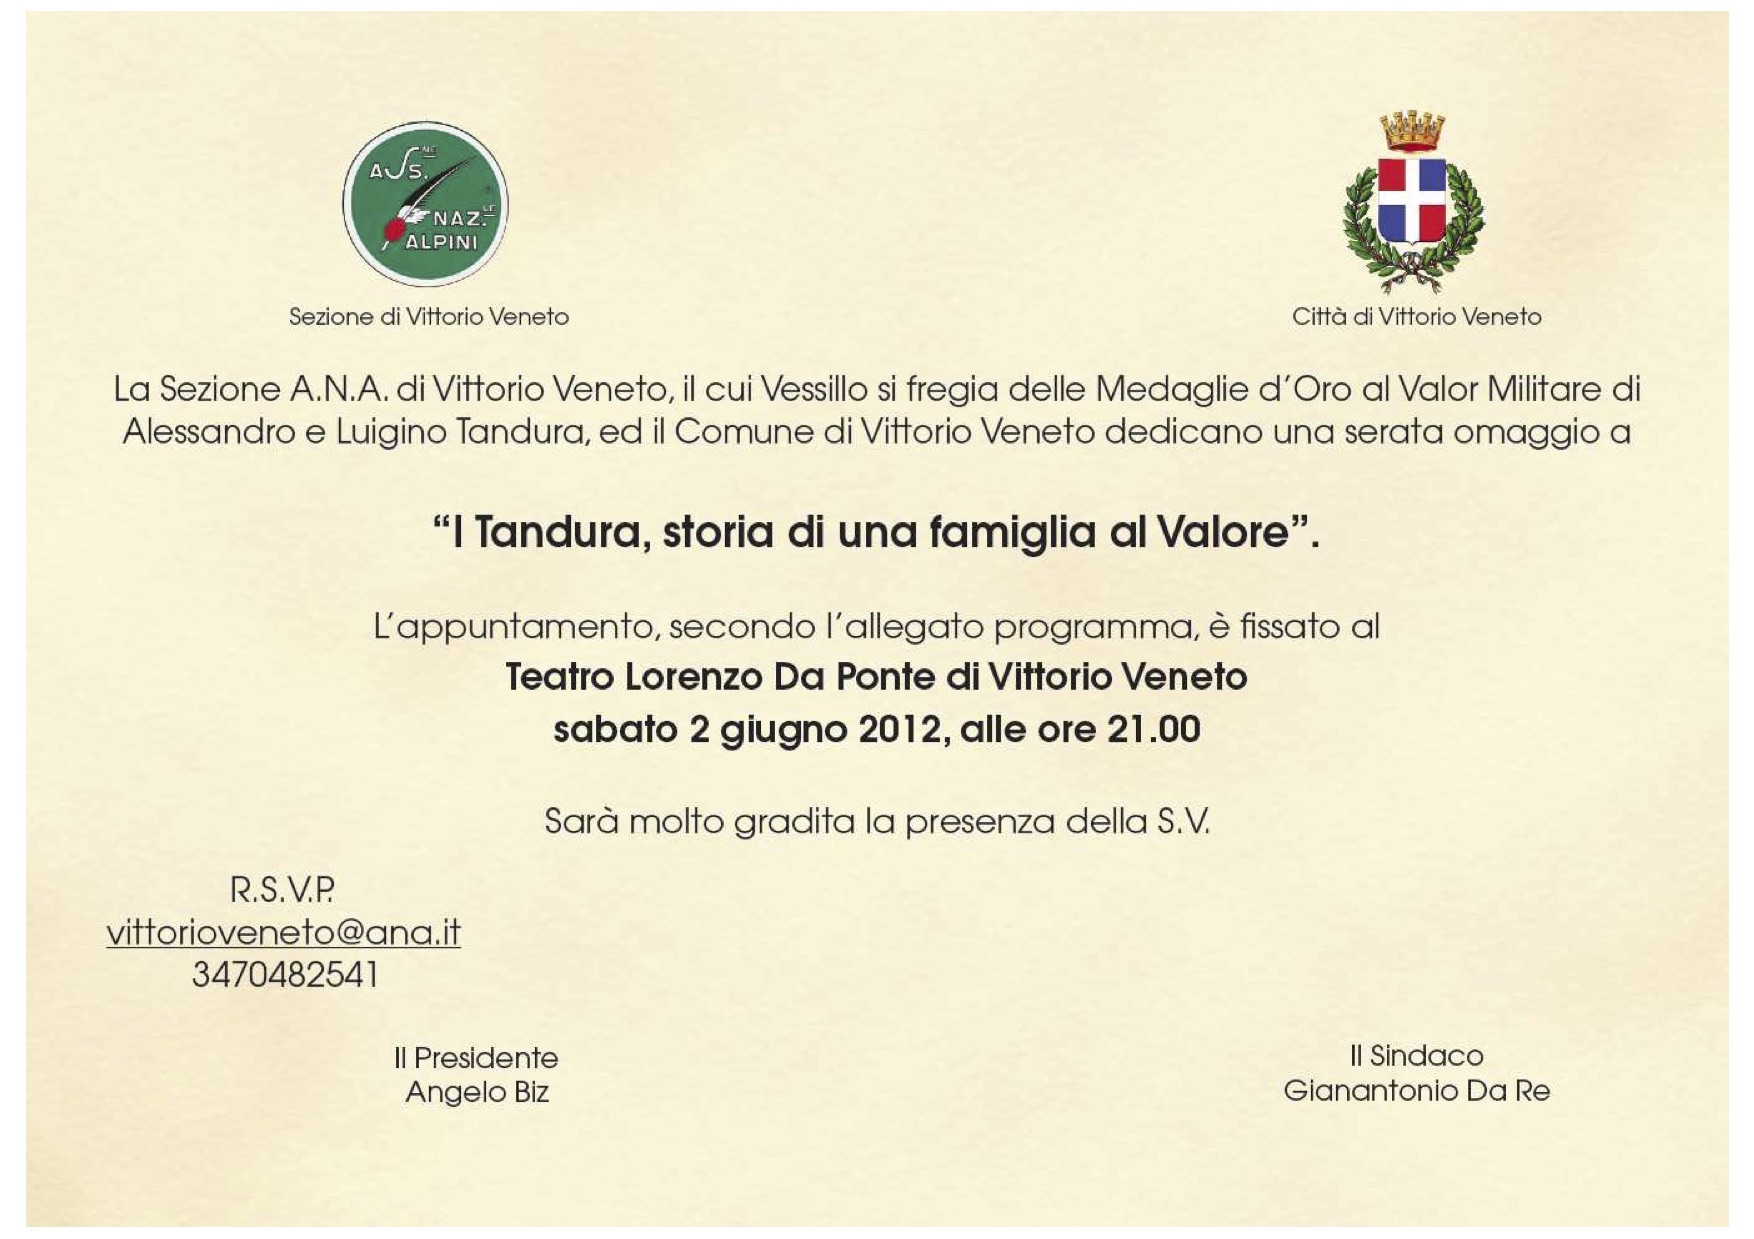 ASS.NE
NAZ.LE
ALPINI
Sezione di Vittorio Veneto
Città di Vittorio Veneto
La Sezione A.N.A. di Vittorio Veneto, il cui Vessillo si fregia delle Medaglie d'Oro al Valor Militare di
Alessandro e Luigino Tandura, ed il Comune di Vittorio Veneto dedicano una serata omaggio a
“I Tandura, storia di una famiglia al Valore”.
L'appuntamento, secondo l'allegato programma, è fissato al
Teatro Lorenzo Da Ponte di Vittorio Veneto
sabato 2 giugno 2012, alle ore 21.00
Sarà molto gradita la presenza della S.V.
R.S.V.P.
vittorioveneto@ana.it
3470482541
Il Presidente
Angelo Biz
Il Sindaco
Gianantonio Da Re